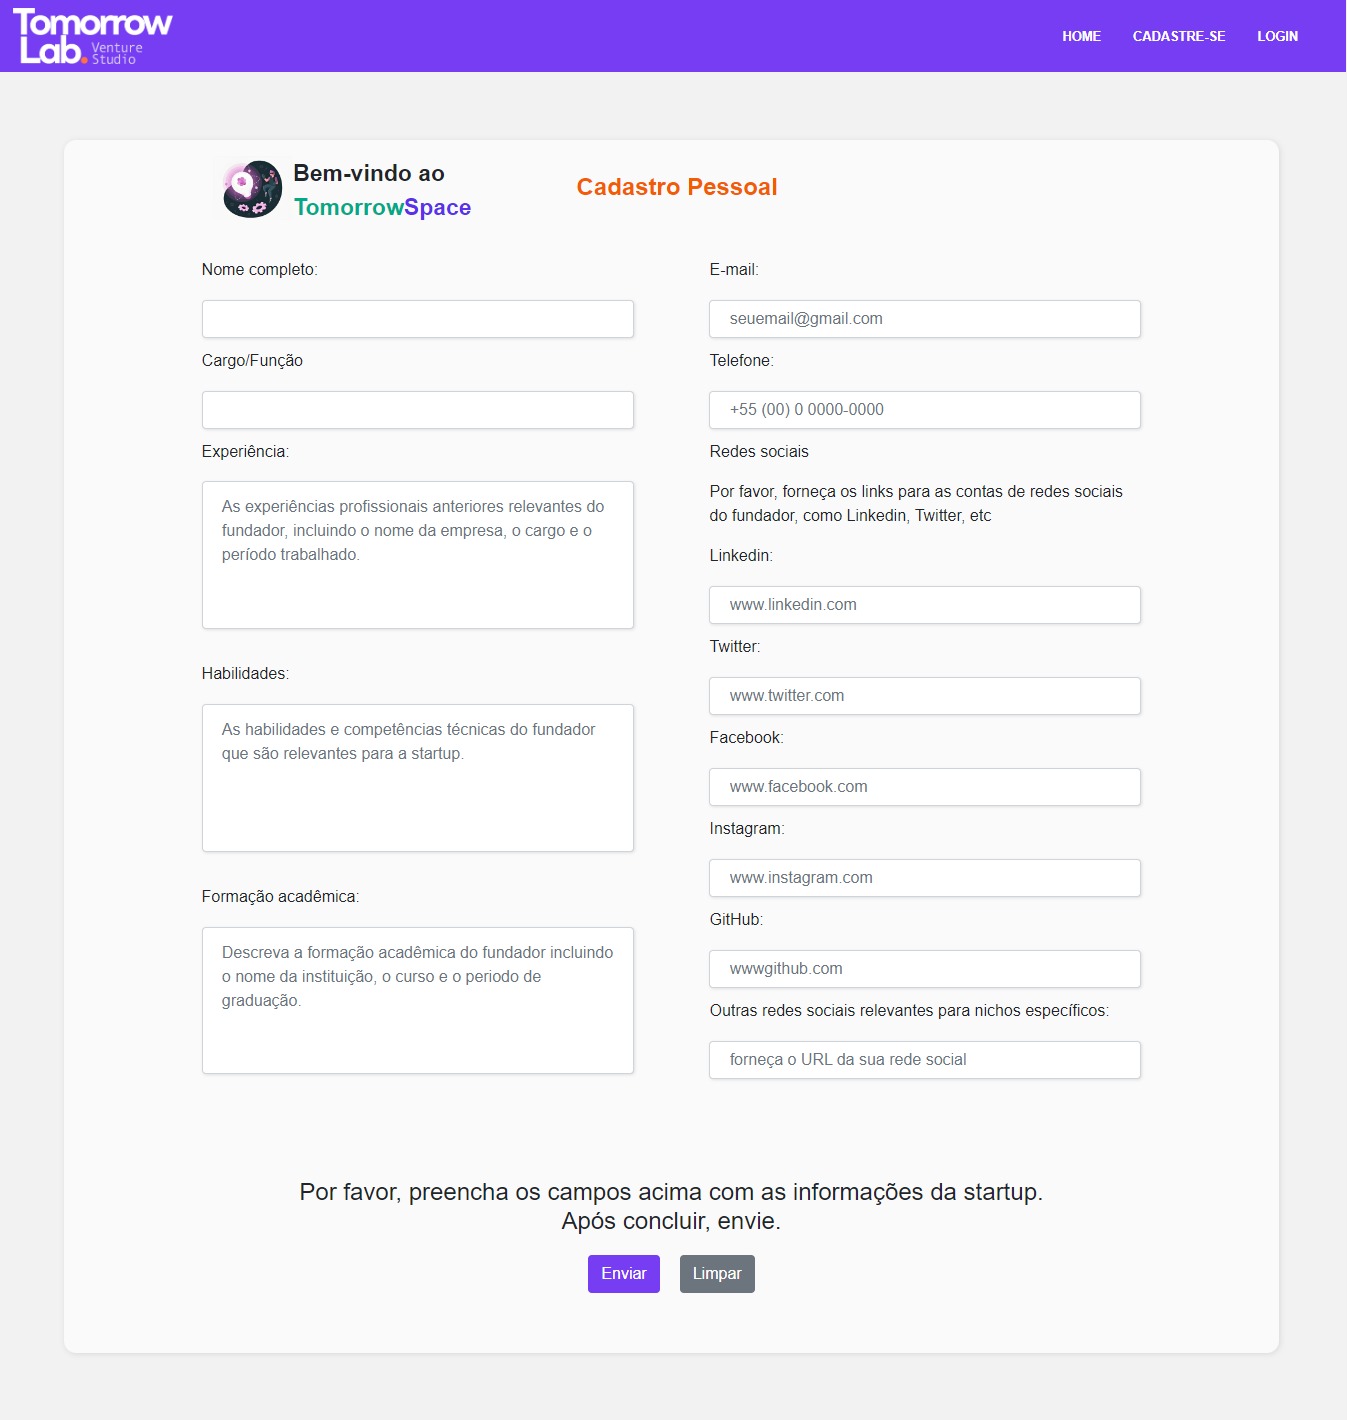 Tomorrow
Lab. Venture
Studio
HOME CADASTRE-SE LOGIN
Bem-vindo ao
TomorrowSpace
Cadastro Pessoal
Nome completo:
Cargo/Função
Experiência:
As experiências profissionais anteriores relevantes do
fundador, incluindo o nome da empresa, o cargo e o
período trabalhado.
Habilidades:
As habilidades e competências técnicas do fundador
que são relevantes para a startup.
Formação acadêmica:
Descreva a formação acadêmica do fundador incluindo
o nome da instituição, o curso e o periodo de
graduação.
E-mail:
seuemail@gmail.com
Telefone:
+55 (00) 0 0000-0000
Redes sociais
Por favor, forneça os links para as contas de redes sociais
do fundador, como Linkedin, Twitter, etc
Linkedin:
www.linkedin.com
Twitter:
www.twitter.com
Facebook:
www.facebook.com
Instagram:
www.instagram.com
GitHub:
wwwgithub.com
Outras redes sociais relevantes para nichos específicos:
forneça o URL da sua rede social
Por favor, preencha os campos acima com as informações da startup.
Após concluir, envie.
Enviar Limpar